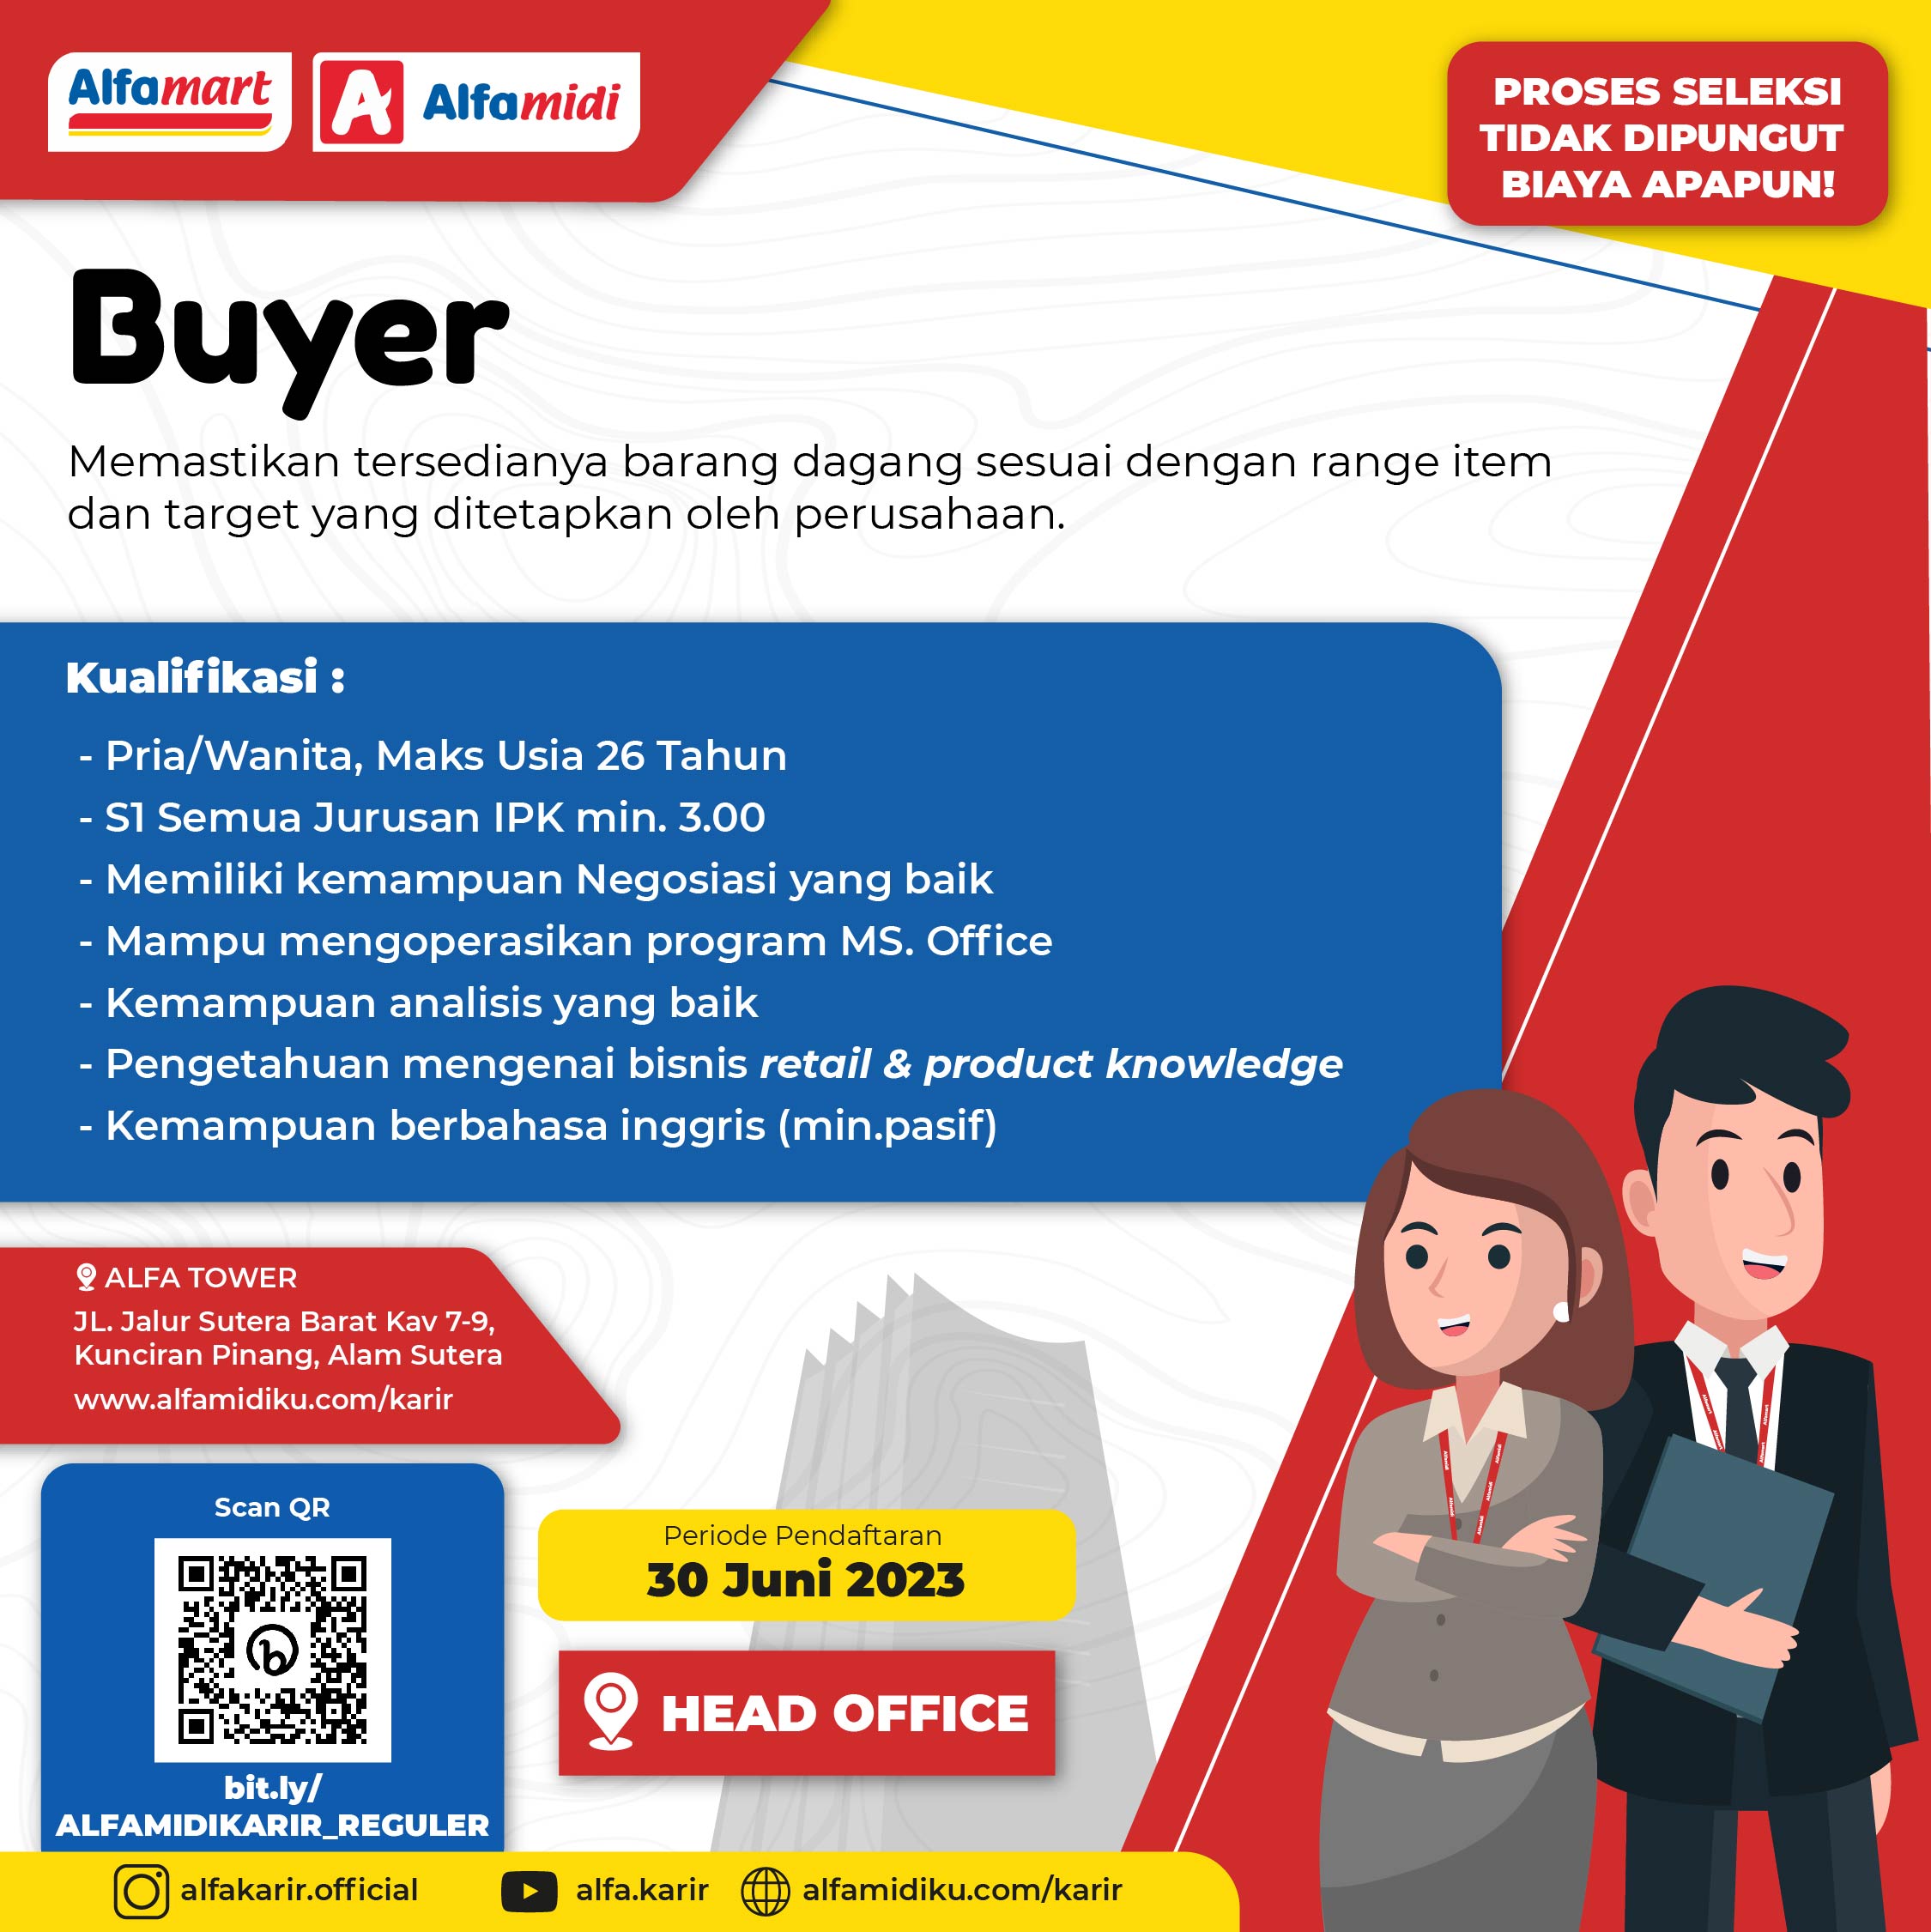 Alfamart
Alfamidi
PROSES SELEKSI
TIDAK DIPUNGUT
BIAYA APAPUN!
Buyer
Memastikan tersedianya barang dagang sesuai dengan range item
dan target yang ditetapkan oleh perusahaan.
Kualifikasi :
- Pria/Wanita, Maks Usia 26 Tahun
- S1 Semua Jurusan IPK min. 3.00
- Memiliki kemampuan Negosiasi yang baik
- Mampu mengoperasikan program MS. Office
- Kemampuan analisis yang baik
- Pengetahuan mengenai bisnis retail & product knowledge
- Kemampuan berbahasa inggris (min.pasif)
ALFA TOWER
JL. Jalur Sutera Barat Kav 7-9,
Kunciran Pinang, Alam Sutera
www.alfamidiku.com/karir
Scan QR
bit.ly/
ALFAMIDIKARIR_REGULER
Periode Pendaftaran
30 Juni 2023
HEAD OFFICE
alfakarir.official
alfa.karir
alfamidiku.com/karir